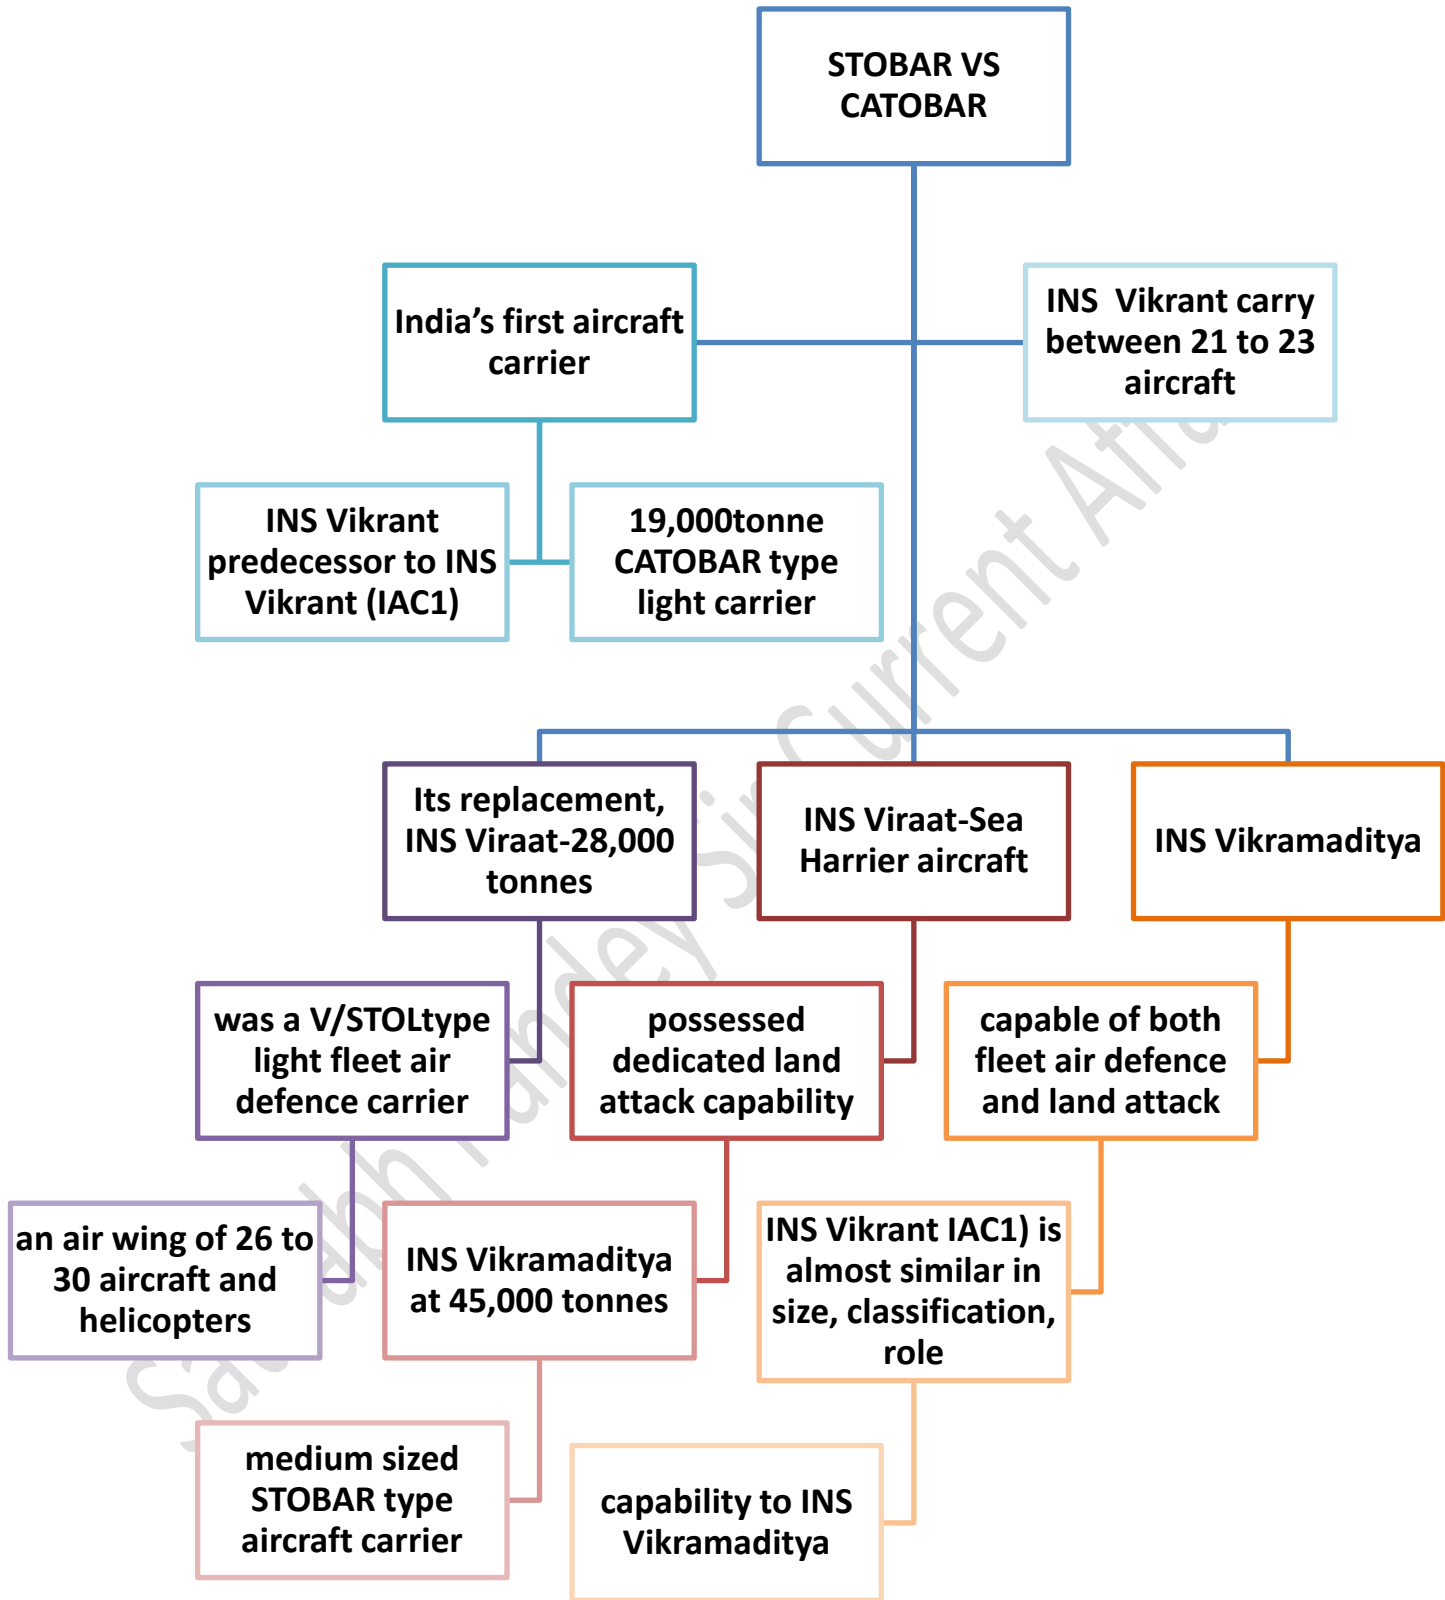 STOBAR VS
CATOBAR
India’s first aircraft
carrier
INS  Vikrant carry
between 21 to 23
aircraft
INS Vikrant
predecessor to INS
Vikrant (IAC1)
19,000tonne
CATOBAR type
light carrier
Its replacement,
INS Viraat-28,000
tonnes
INS Viraat-Sea
Harrier aircraft
INS Vikramaditya
was a V/STOLtype
light fleet air
defence carrier
possessed
dedicated land
attack capability
capable of both
fleet air defence
and land attack
an air wing of 26 to
30 aircraft and
helicopters
INS Vikramaditya
at 45,000 tonnes
INS Vikrant IAC1) is
almost similar in
size, classification,
role
medium sized
STOBAR type
aircraft carrier
capability to INS
Vikramaditya
Current